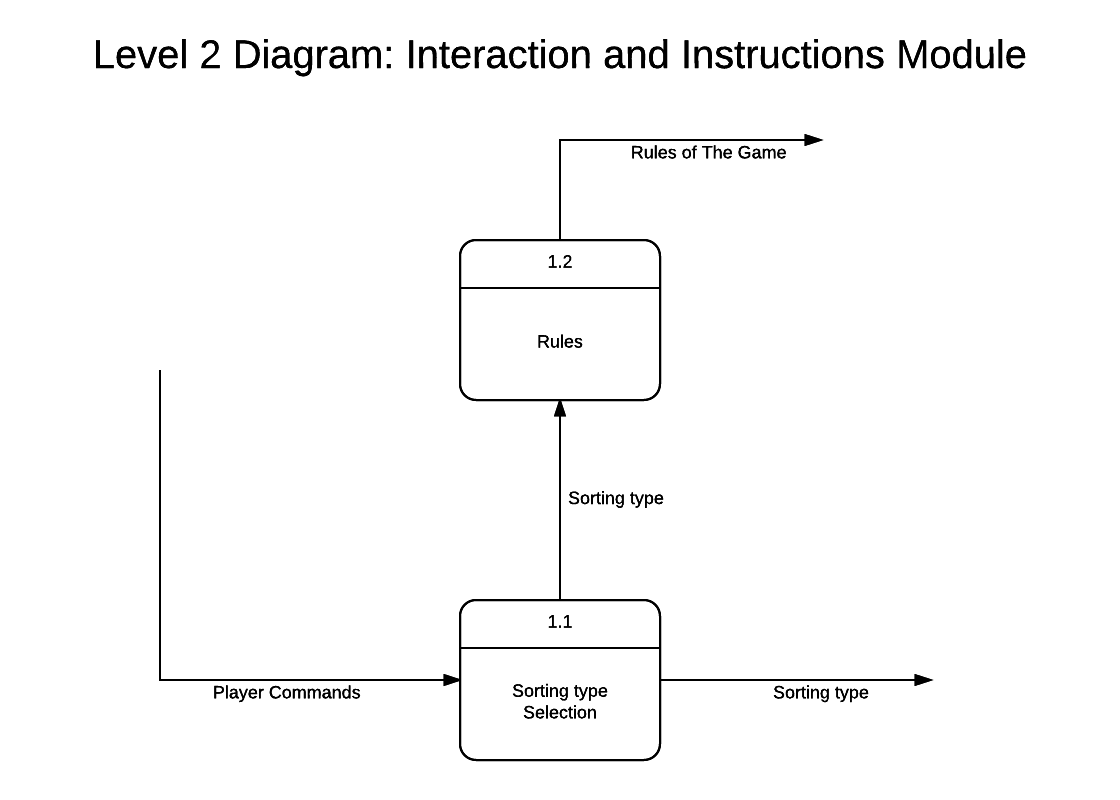 Level 2 Diagram: Interaction and Instructions Module
Rules of The Game
1.2
Rules
Sorting type
1.1
Sorting type
Selection
Player Commands
Sorting type